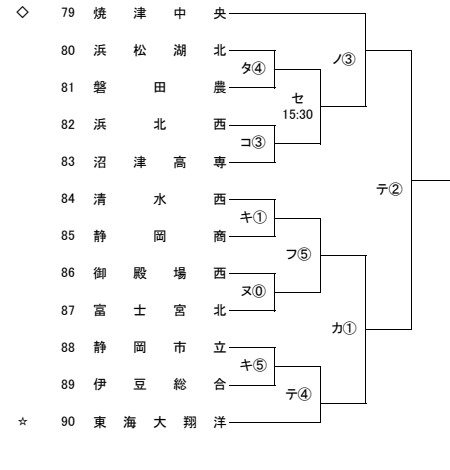 ◇ 79 焼津中央
80 浜松湖北
ノ③
タ④
81 磐田農
セ
15:30
82 浜北西
コ③
83 沼津高専
テ②
84 清水西
キ①
85 静岡商
フ⑤
86 御殿場西
ヌ⓪
87 富士宮北
カ①
88 静岡市立
キ⑤
89 伊豆総合
テ④
☆ 90 東海大翔洋